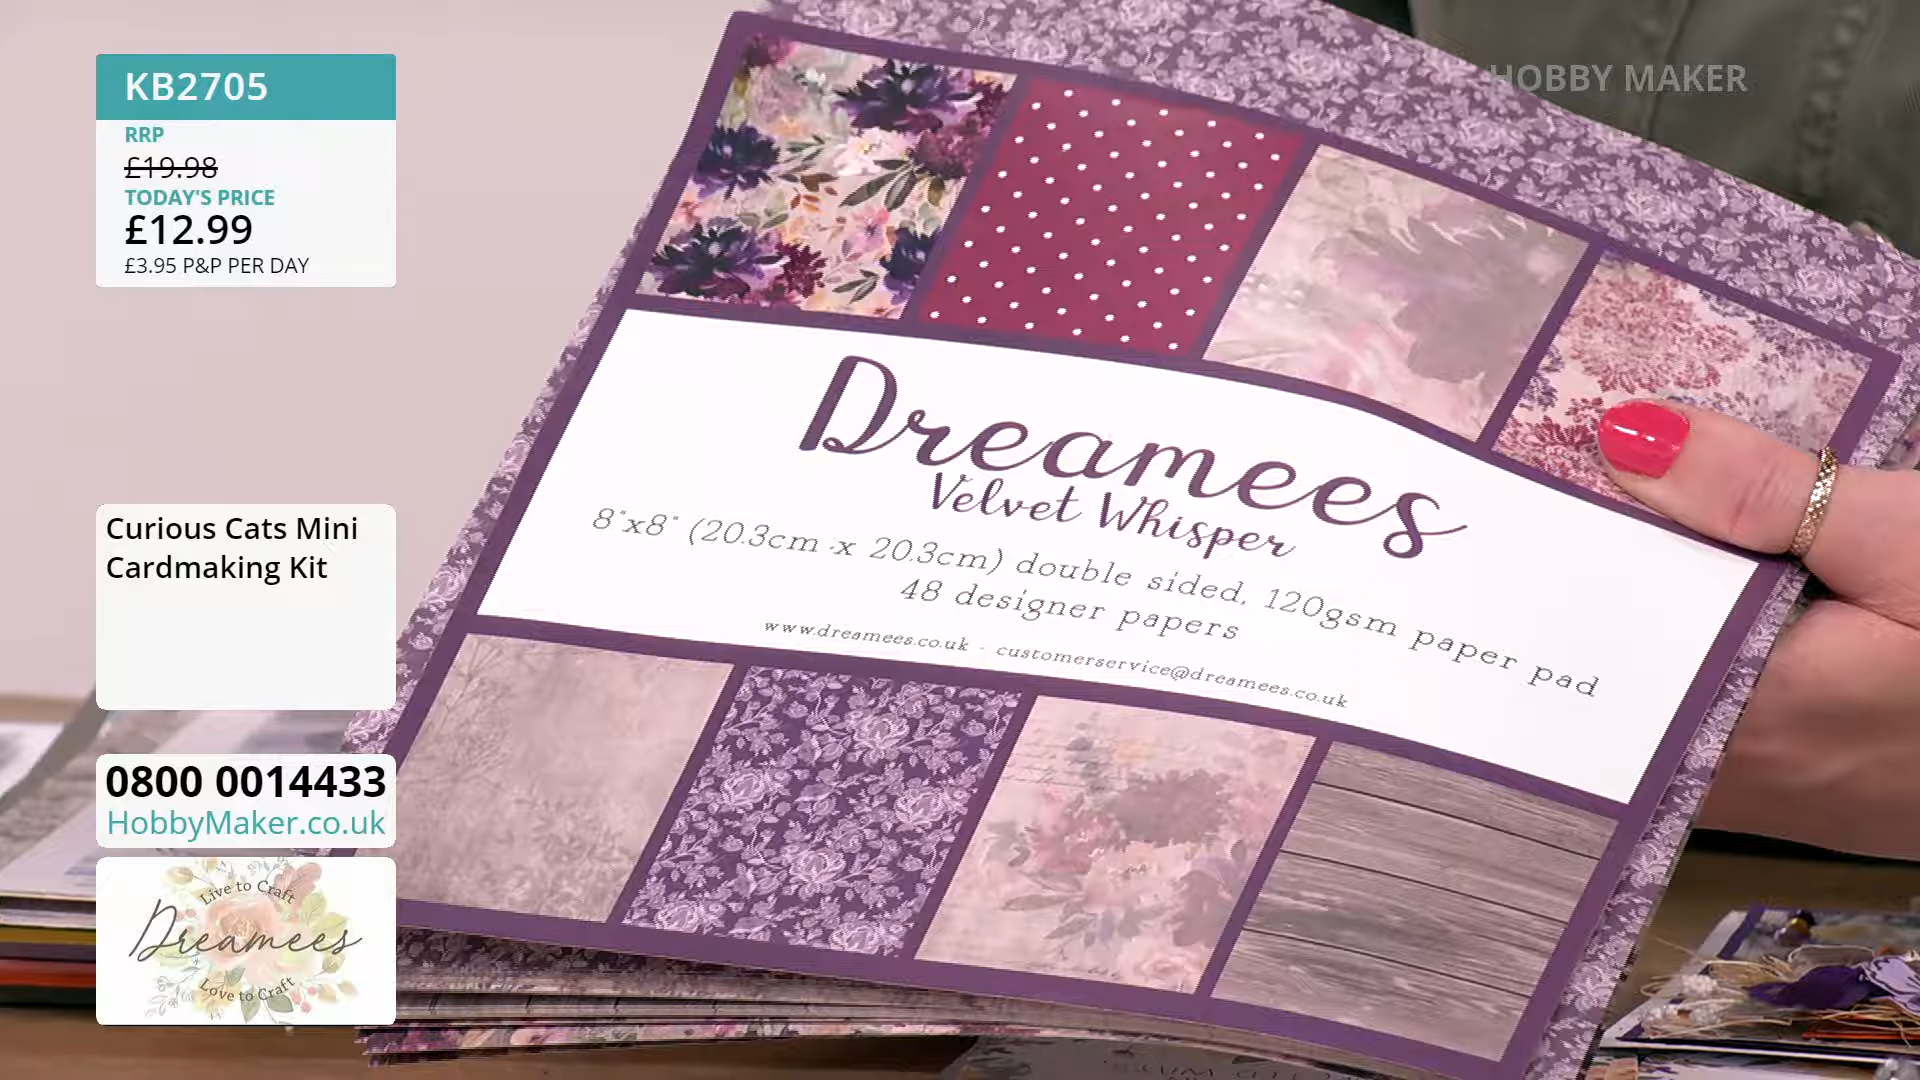 KB2705
RRP
£19.98
TODAY'S PRICE
£12.99
£3.95 P&P PER DAY
HOBBY MAKER
Dreamees
Velvet Whisper
8"x8" (20.3cm x 20.3cm) double sided, 120gsm paper pad
48 designer papers
www.dreamees.co.uk - customerservice@dreamees.co.uk
Curious Cats Mini
Cardmaking Kit
0800 0014433
HobbyMaker.co.uk
Live to Craft
Dreamees
Love to Craft